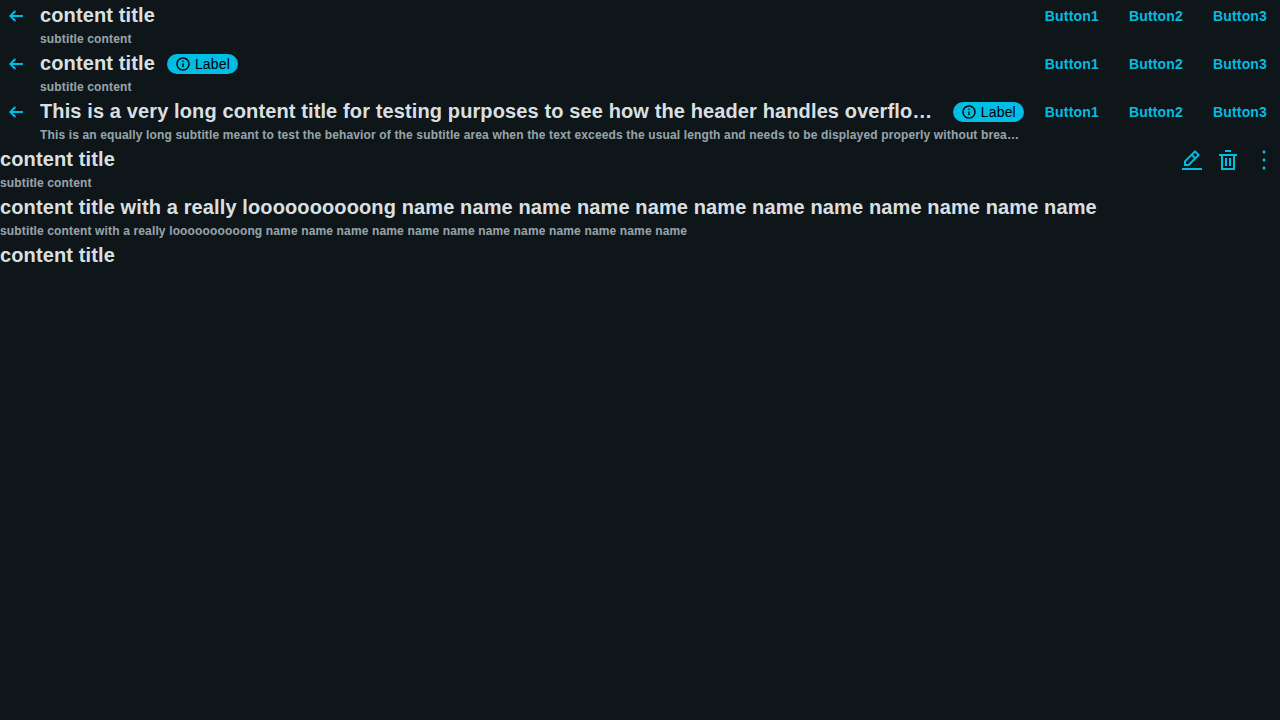 content title Button1 Button2 Button3
subtitle content
content title Label Button1 Button2 Button3
subtitle content
This is a very long content title for testing purposes to see how the header handles overflo… Label Button1 Button2 Button3
This is an equally long subtitle meant to test the behavior of the subtitle area when the text exceeds the usual length and needs to be displayed properly without brea…
content title
subtitle content
content title with a really looooooooooong name name name name name name name name name name name name
subtitle content with a really loooooooooong name name name name name name name name name name name name
content title